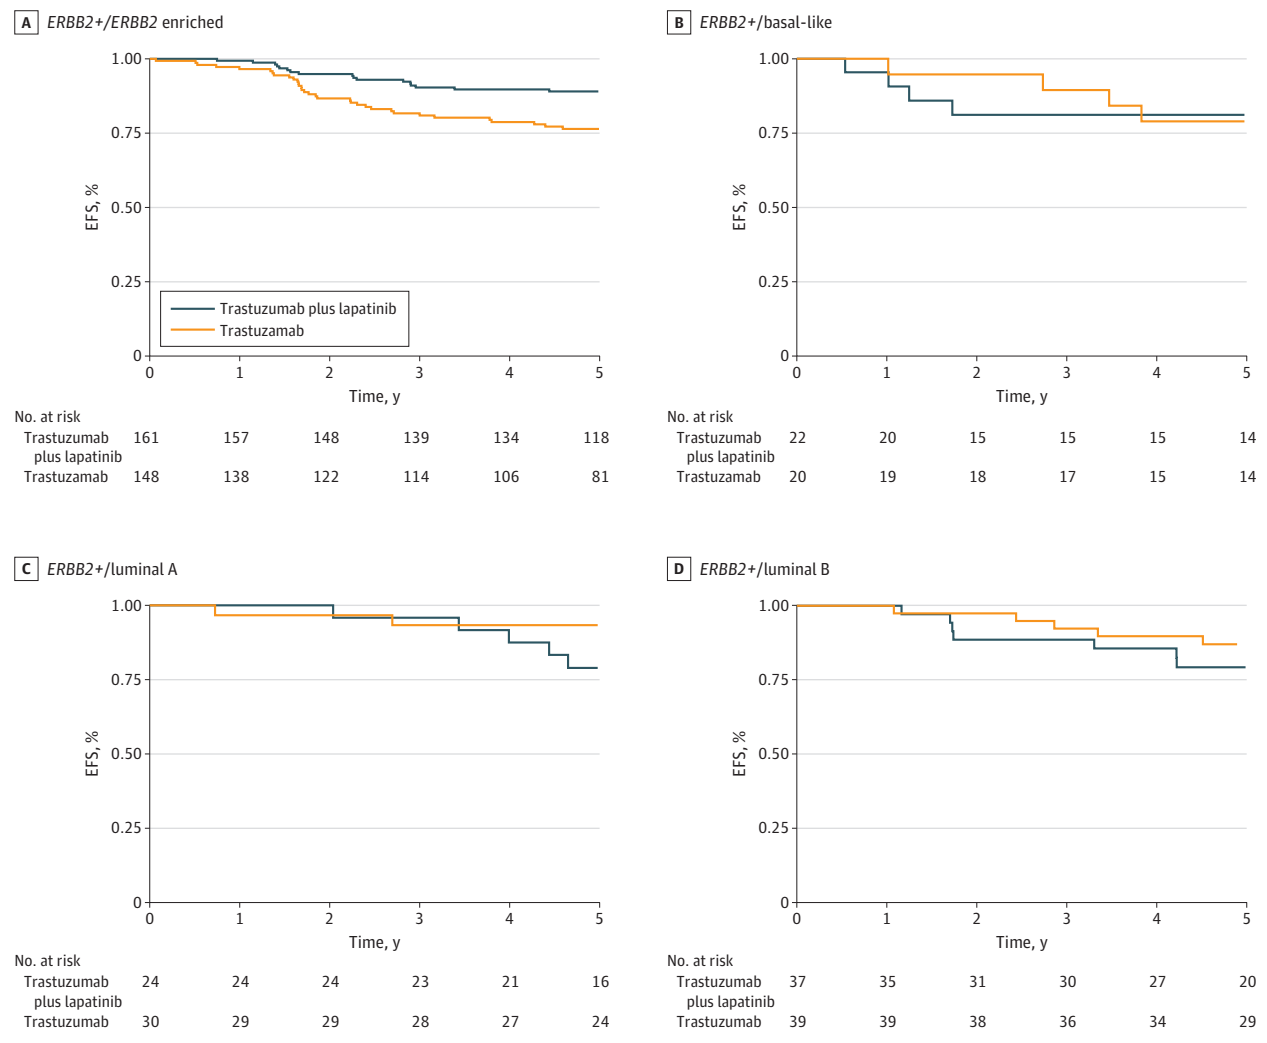 A ERBB2+/ERBB2 enriched
1.00
0.75
0.50
0.25
0
EFS, %
Trastuzumab plus lapatinib
Trastuzamab
0 1 2 3 4 5
Time, y
No. at risk
Trastuzumab plus lapatinib 161 157 148 139 134 118
Trastuzamab 148 138 122 114 106 81
B ERBB2+/basal-like
1.00
0.75
0.50
0.25
0
EFS, %
0 1 2 3 4 5
Time, y
No. at risk
Trastuzumab plus lapatinib 22 20 15 15 15 14
Trastuzamab 20 19 18 17 15 14
C ERBB2+/luminal A
1.00
0.75
0.50
0.25
0
EFS, %
0 1 2 3 4 5
Time, y
No. at risk
Trastuzumab plus lapatinib 24 24 24 23 21 16
Trastuzumab 30 29 29 28 27 24
D ERBB2+/luminal B
1.00
0.75
0.50
0.25
0
EFS, %
0 1 2 3 4 5
Time, y
No. at risk
Trastuzumab plus lapatinib 37 35 31 30 27 20
Trastuzumab 39 39 38 36 34 29